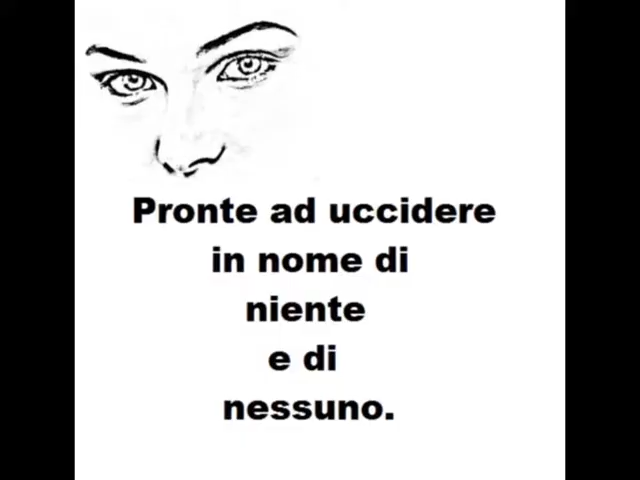 Pronte ad uccidere
in nome di
niente
e di
nessuno.